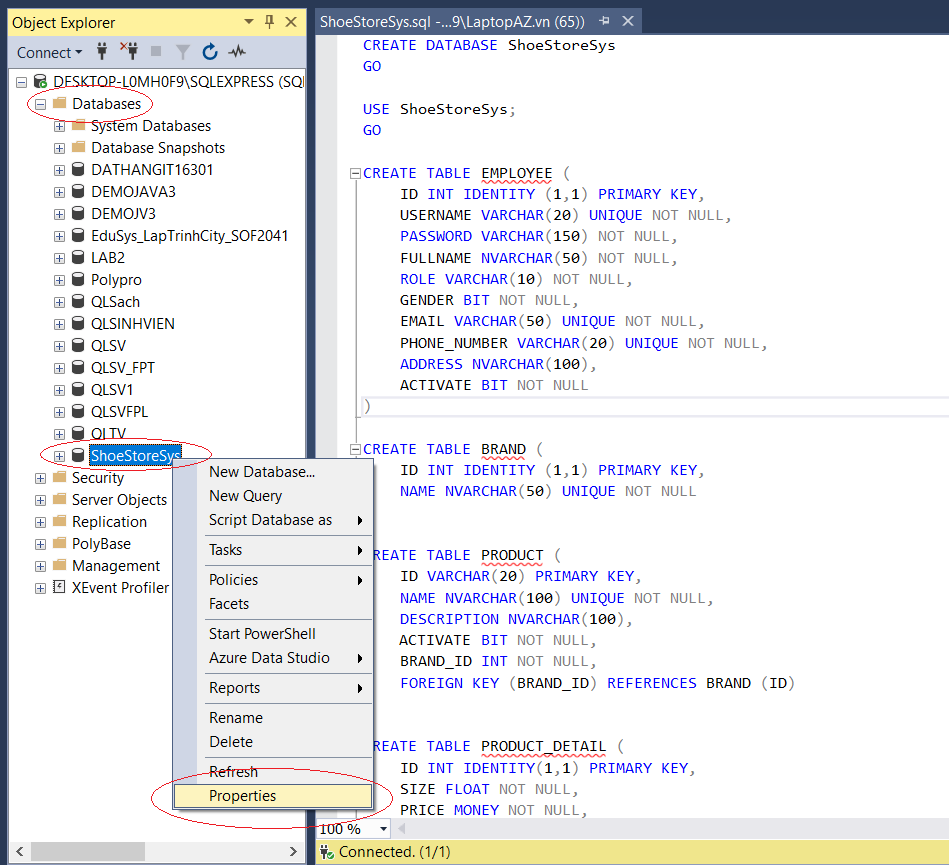 Object Explorer
Connect
DESKTOP-L0MH0F9\SQLEXPRESS (SQ
Databases
System Databases
Database Snapshots
DATHANGIT16301
DEMOJAVA3
DEMOJV3
EduSys_LapTrinhCity_SOF2041
LAB2
Polypro
QLSach
QLSINHVIEN
QLSV
QLSV_FPT
QLSV1
QLSVFPL
QLTV
ShoeStoreSys
Security
Server Objects
Replication
PolyBase
Management
XEvent Profiler
New Database...
New Query
Script Database as
Tasks
Policies
Facets
Start PowerShell
Azure Data Studio
Reports
Rename
Delete
Refresh
Properties
ShoeStoreSys.sql -...9\LaptopAZ.vn (65))
CREATE DATABASE ShoeStoreSys
GO
USE ShoeStoreSys;
GO
CREATE TABLE EMPLOYEE (
ID INT IDENTITY (1,1) PRIMARY KEY,
USERNAME VARCHAR(20) UNIQUE NOT NULL,
PASSWORD VARCHAR(150) NOT NULL,
FULLNAME NVARCHAR(50) NOT NULL,
ROLE VARCHAR(10) NOT NULL,
GENDER BIT NOT NULL,
EMAIL VARCHAR(50) UNIQUE NOT NULL,
PHONE_NUMBER VARCHAR(20) UNIQUE NOT NULL,
ADDRESS NVARCHAR(100),
ACTIVATE BIT NOT NULL
)
CREATE TABLE BRAND (
ID INT IDENTITY (1,1) PRIMARY KEY,
NAME NVARCHAR(50) UNIQUE NOT NULL
REATE TABLE PRODUCT (
ID VARCHAR(20) PRIMARY KEY,
NAME NVARCHAR(100) UNIQUE NOT NULL,
DESCRIPTION NVARCHAR(100),
ACTIVATE BIT NOT NULL,
BRAND_ID INT NOT NULL,
FOREIGN KEY (BRAND_ID) REFERENCES BRAND (ID)
REATE TABLE PRODUCT_DETAIL (
ID INT IDENTITY(1,1) PRIMARY KEY,
SIZE FLOAT NOT NULL,
PRICE MONEY NOT NULL,
100 %
Connected. (1/1)